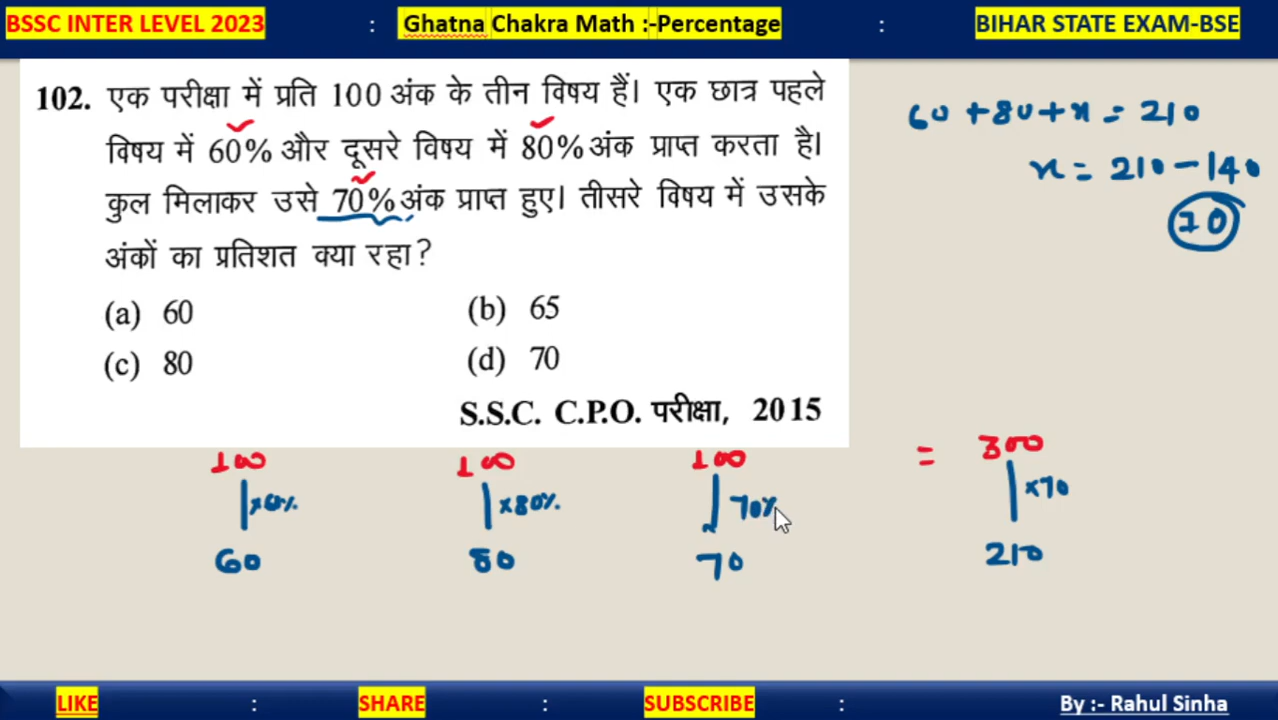 BSSC INTER LEVEL 2023 : Ghatna Chakra Math :-Percentage : BIHAR STATE EXAM-BSE
102. एक परीक्षा में प्रति 100 अंक के तीन विषय हैं। एक छात्र पहले
विषय में 60% और दूसरे विषय में 80% अंक प्राप्त करता है।
कुल मिलाकर उसे 70% अंक प्राप्त हुए। तीसरे विषय में उसके
अंकों का प्रतिशत क्या रहा?
(a) 60 (b) 65
(c) 80 (d) 70
S.S.C. C.P.O. परीक्षा, 2015
60 + 80 + x = 210
x = 210 - 140
70
100 100 100 = 300
×60% ×80% 70% ×70
60 80 70 210
LIKE : SHARE : SUBSCRIBE : By :- Rahul Sinha